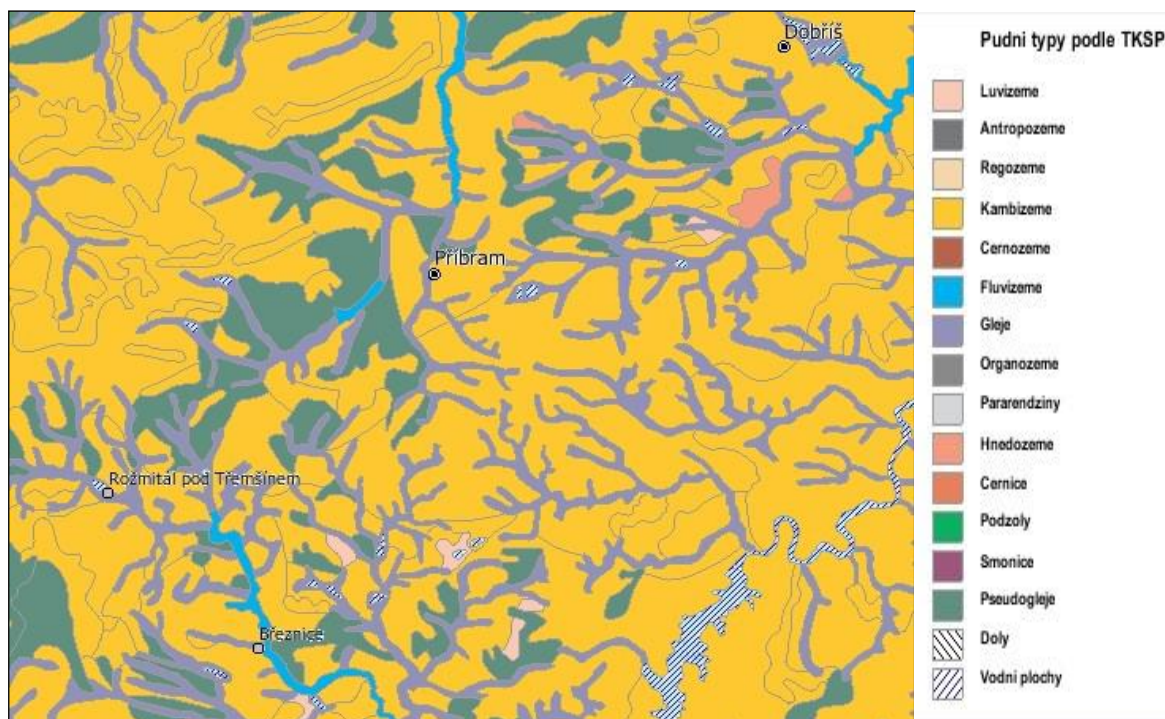 Dobříš
Příbram
Rožmitál pod Třemšínem
Březnice
Pudni typy podle TKSP
Luvizeme
Antropozeme
Regozeme
Kambizeme
Cernozeme
Fluvizeme
Gleje
Organozeme
Pararendziny
Hnedozeme
Cernice
Podzoly
Smonice
Pseudogleje
Doly
Vodni plochy